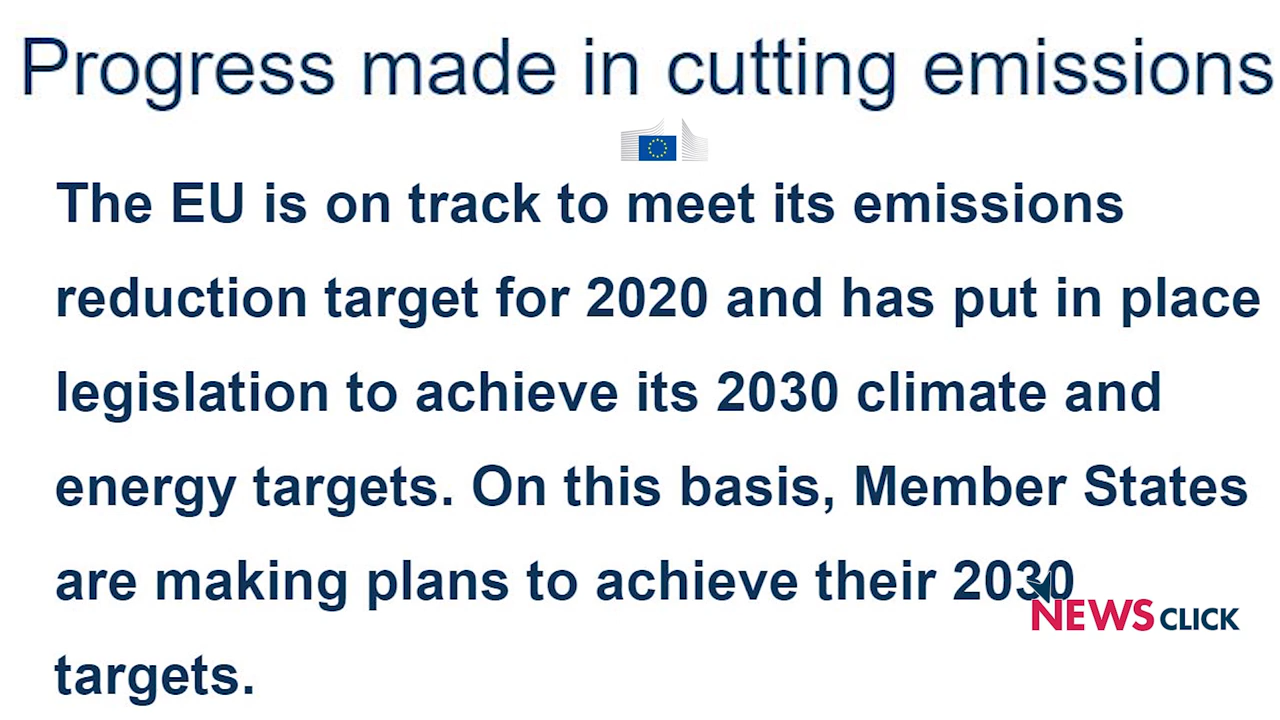 Progress made in cutting emissions
The EU is on track to meet its emissions
reduction target for 2020 and has put in place
legislation to achieve its 2030 climate and
energy targets. On this basis, Member States
are making plans to achieve their 2030
NEWS CLICK
targets.